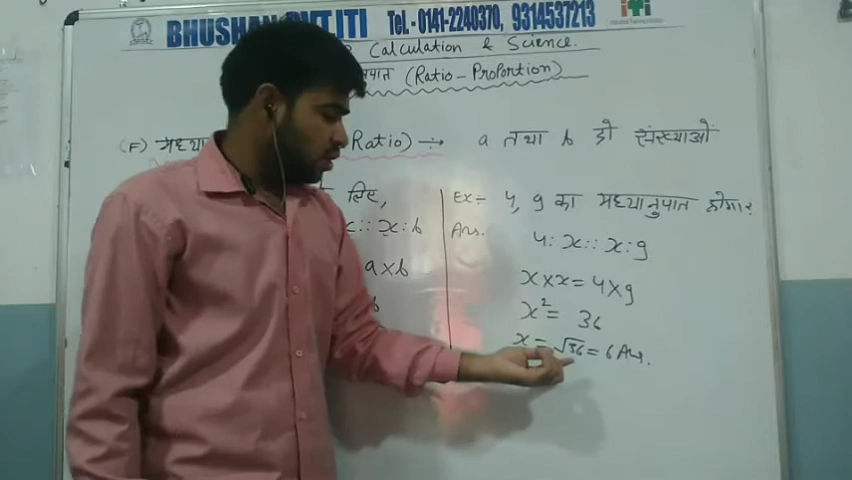 BHUSHAN PVT ITI Tel.- 0141-2240370, 9314537213
Calculation & Science.
(Ratio-Proportion)
(F) Ratio) → a तथा b दो संख्याओं
लिए,
:: x : b
a×b
b
Ex:- 4, 9 का मध्यानुपात होगा?
Ans. 4 : x :: x : 9
x×x = 4×9
x² = 36
x = √36 = 6 Ans.